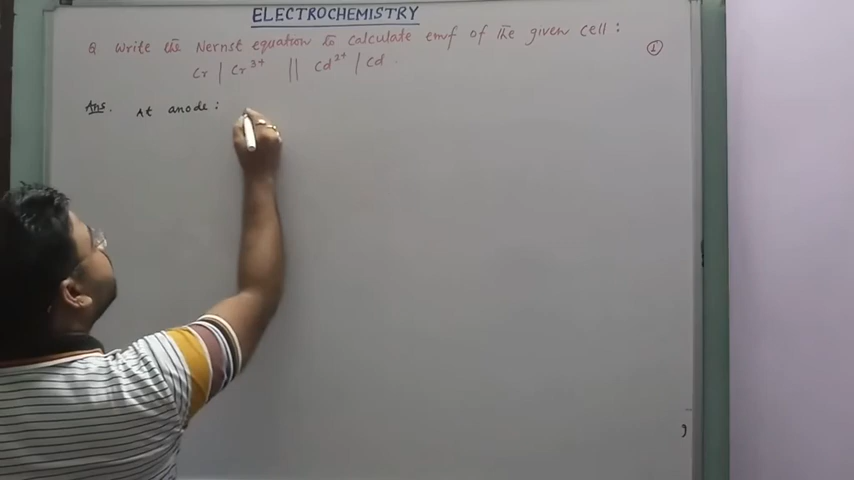 ELECTROCHEMISTRY
Q Write the Nernst equation to calculate emf of the given cell :
①
Cr | Cr³⁺ || Cd²⁺ | Cd .
Ans. At anode :